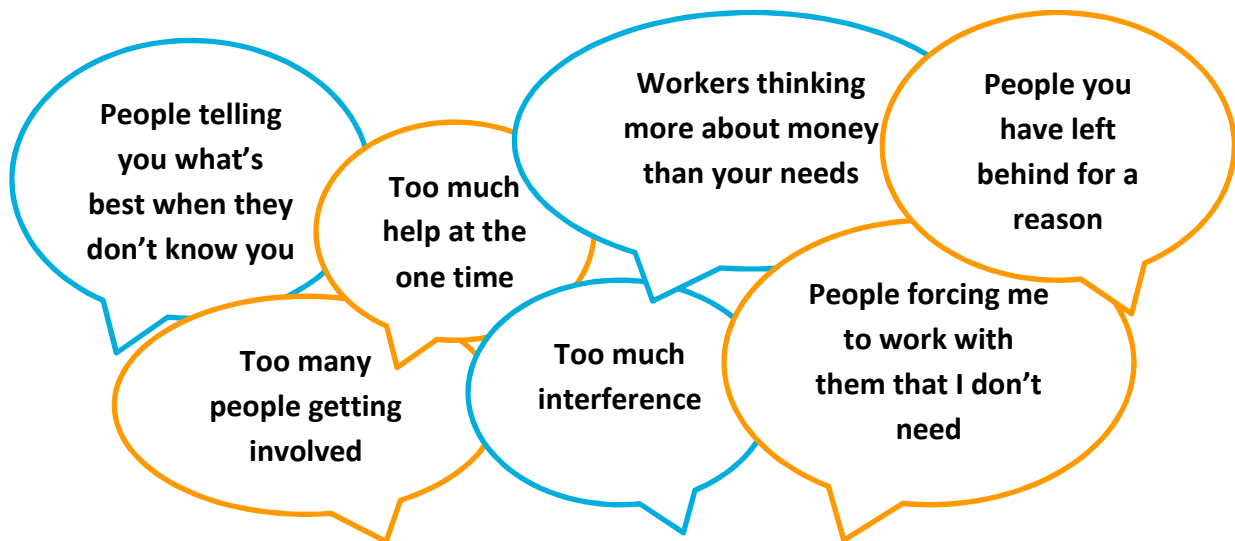 People telling
you what's
best when they
don't know you
Too much
help at the
one time
Workers thinking
more about money
than your needs
People you
have left
behind for a
reason
Too many
people getting
involved
Too much
interference
People forcing me
to work with
them that I don't
need